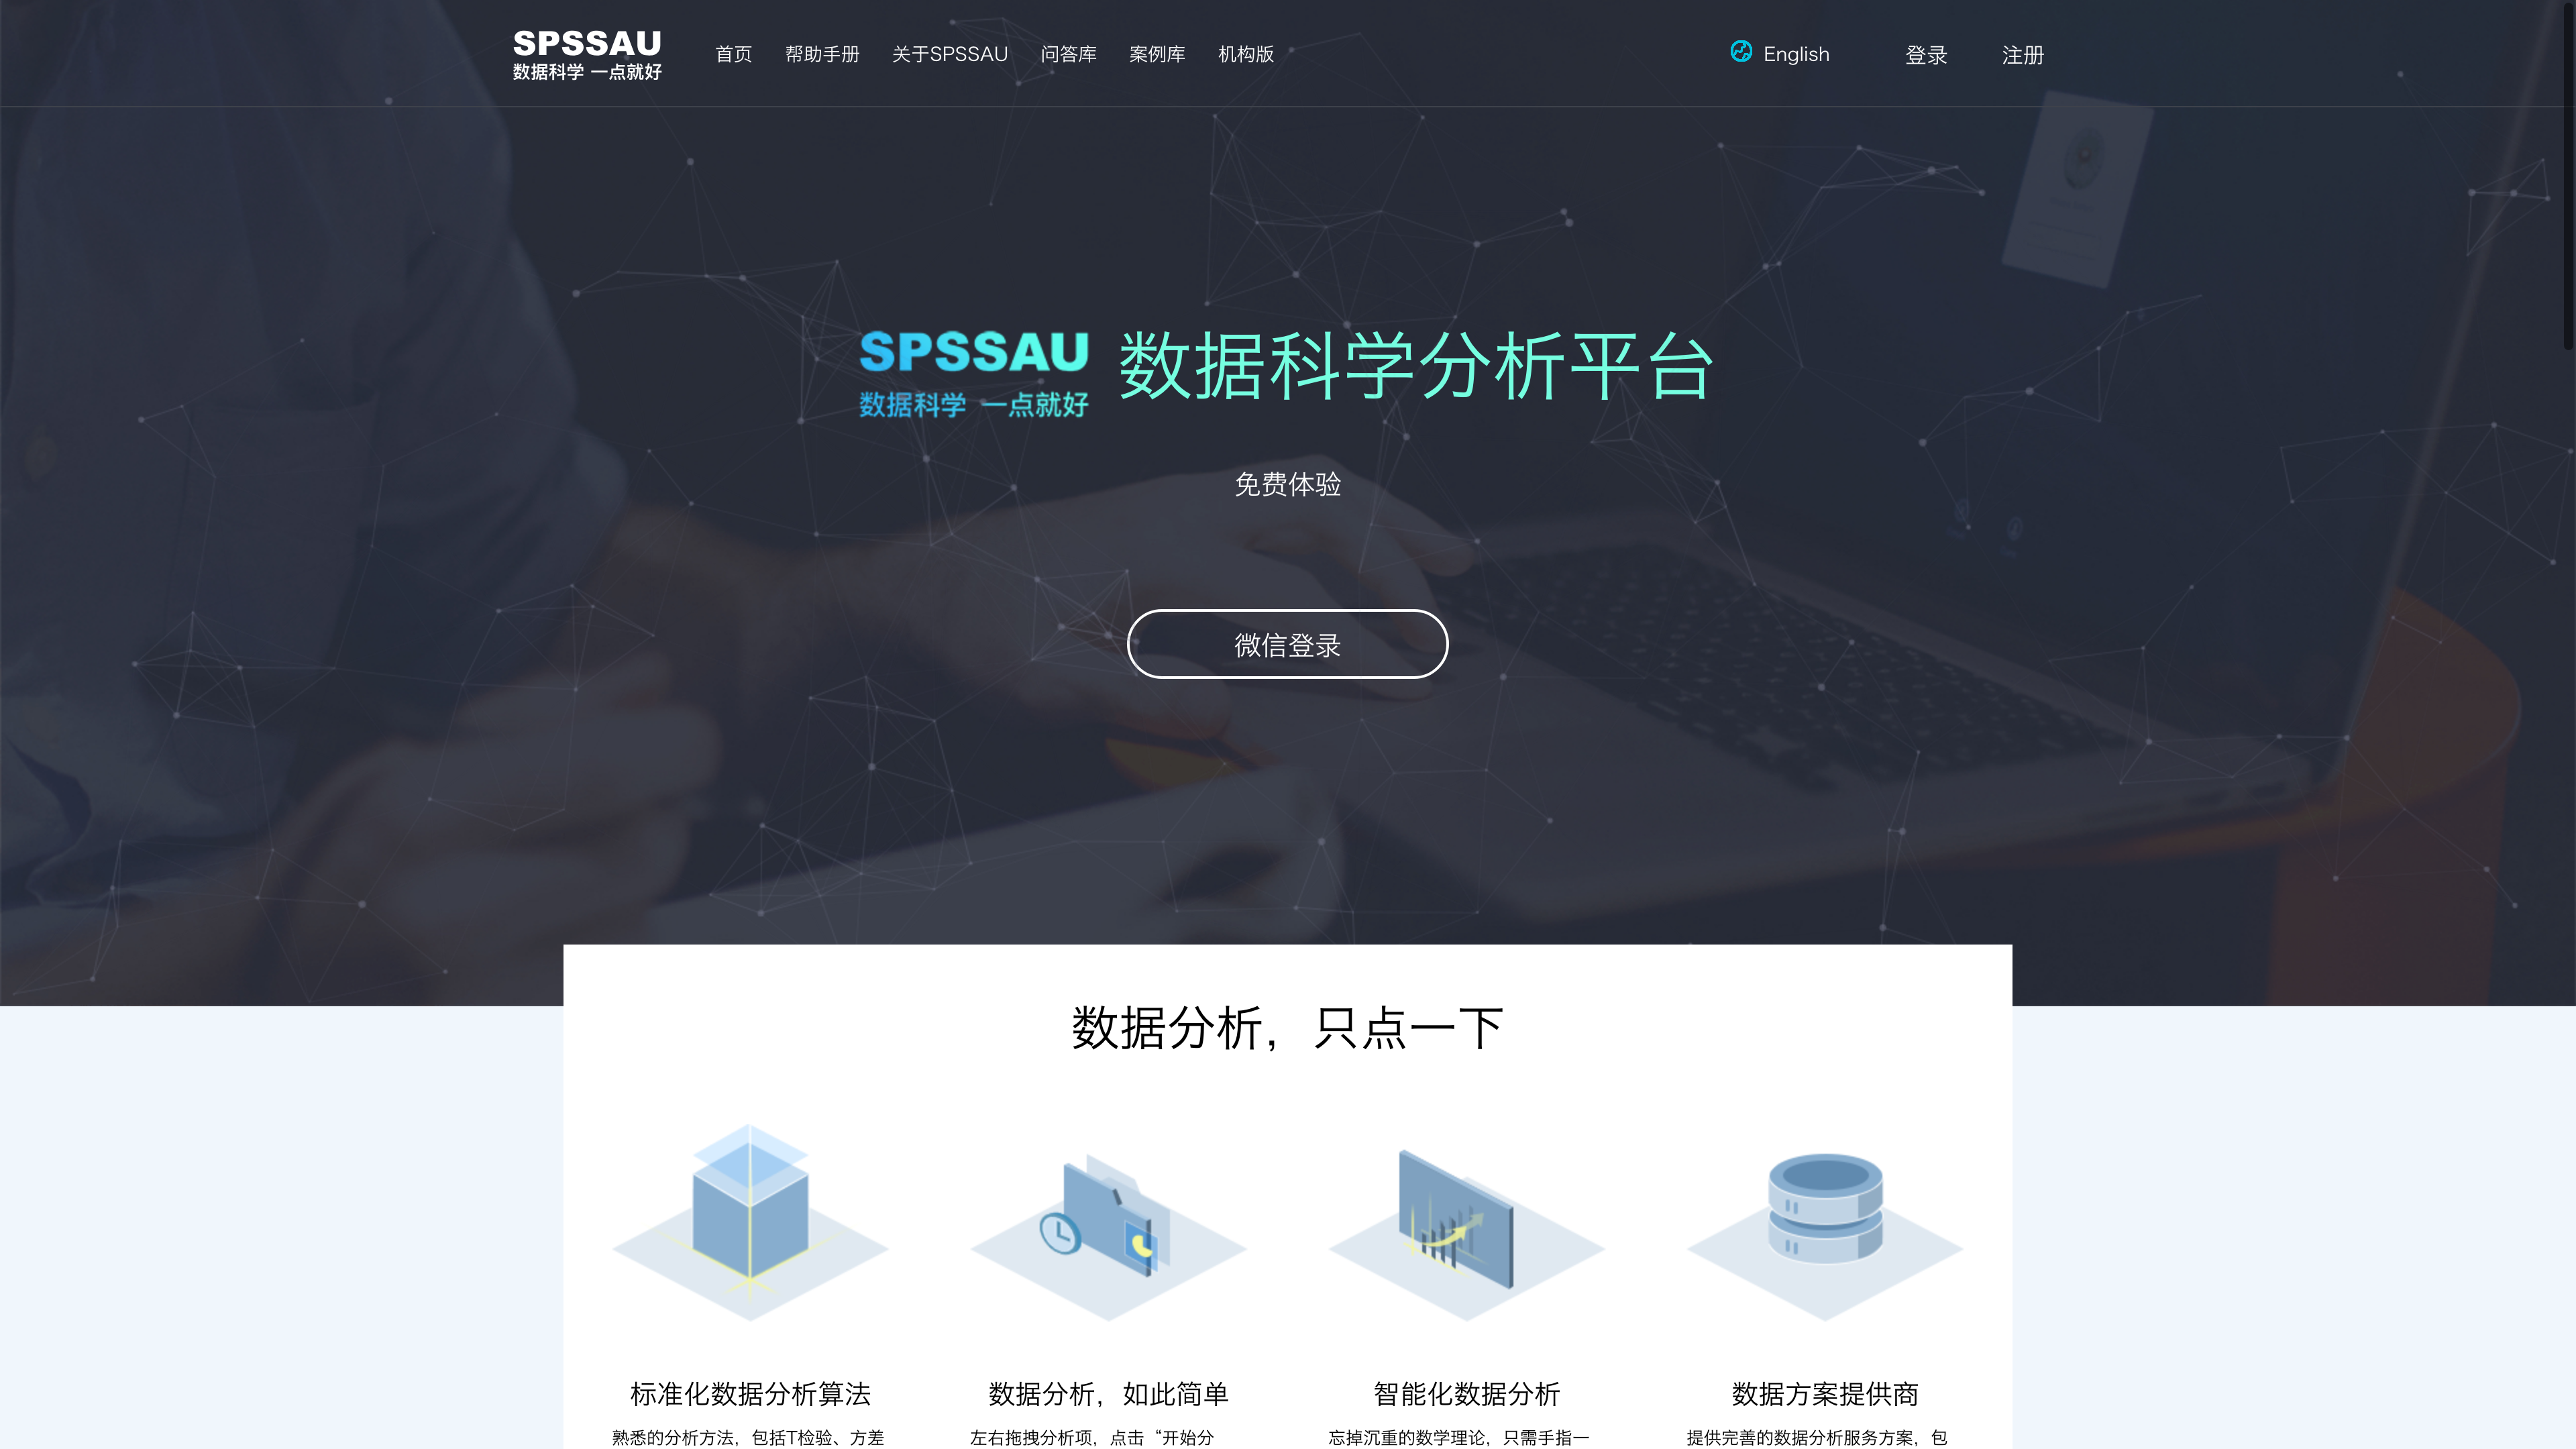 SPSSAU
数据科学 一点就好
首页 帮助手册 关于SPSSAU 问答库 案例库 机构版 English 登录 注册
SPSSAU 数据科学分析平台
数据科学 一点就好
免费体验
微信登录
数据分析，只点一下
标准化数据分析算法
熟悉的分析方法，包括T检验、方差
数据分析，如此简单
左右拖拽分析项，点击“开始分
智能化数据分析
忘掉沉重的数学理论，只需手指一
数据方案提供商
提供完善的数据分析服务方案，包